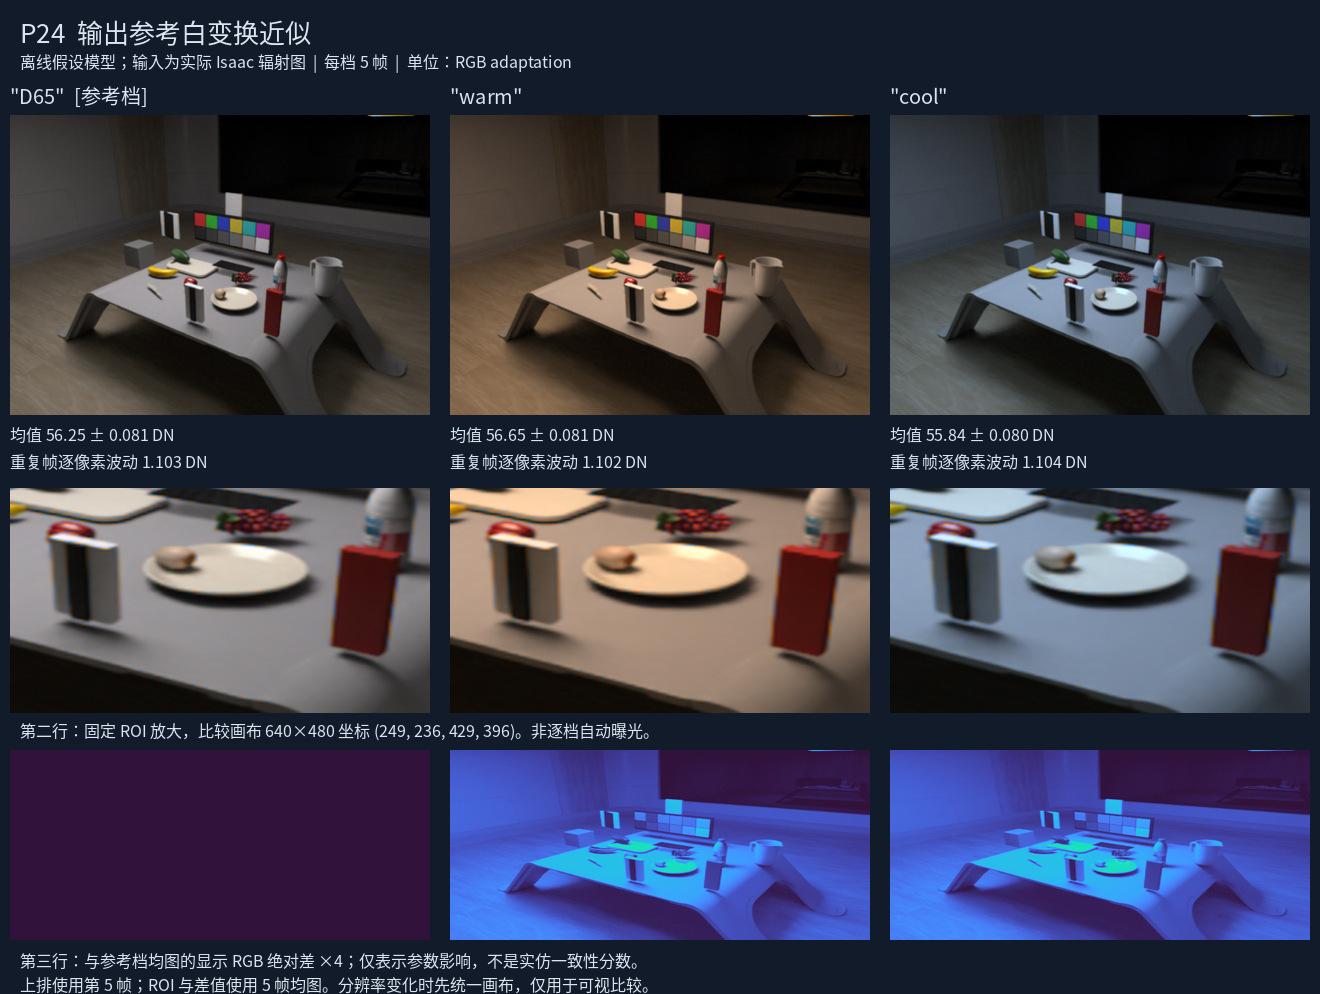 P24 输出参考白变换近似
离线假设模型；输入为实际 Isaac 辐射图 | 每档 5 帧 | 单位：RGB adaptation
"D65" [参考档]
"warm"
"cool"
均值 56.25 ± 0.081 DN
重复帧逐像素波动 1.103 DN
均值 56.65 ± 0.081 DN
重复帧逐像素波动 1.102 DN
均值 55.84 ± 0.080 DN
重复帧逐像素波动 1.104 DN
第二行：固定 ROI 放大，比较画布 640×480 坐标 (249, 236, 429, 396)。非逐档自动曝光。
第三行：与参考档均图的显示 RGB 绝对差 ×4；仅表示参数影响，不是实仿一致性分数。
上排使用第 5 帧；ROI 与差值使用 5 帧均图。分辨率变化时先统一画布，仅用于可视比较。